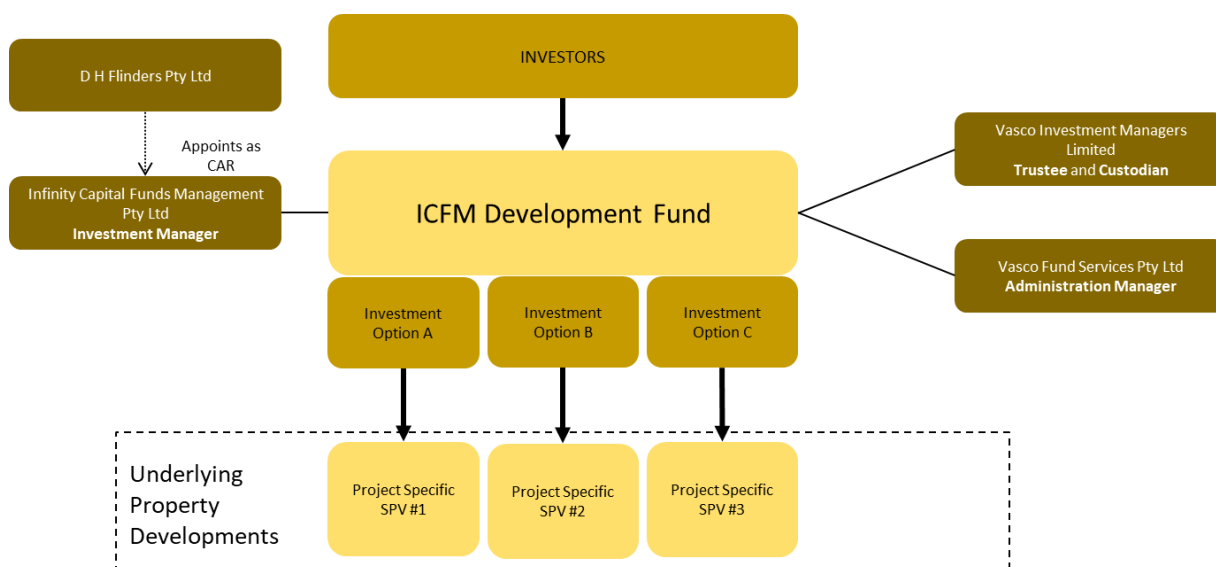 D H Flinders Pty Ltd
INVESTORS
Appoints as
CAR
Infinity Capital Funds Management
Pty Ltd
Investment Manager
ICFM Development Fund
Vasco Investment Managers
Limited
Trustee and Custodian
Vasco Fund Services Pty Ltd
Administration Manager
Investment
Option A
Investment
Option B
Investment
Option C
Underlying
Property
Developments
Project Specific
SPV #1
Project Specific
SPV #2
Project Specific
SPV #3